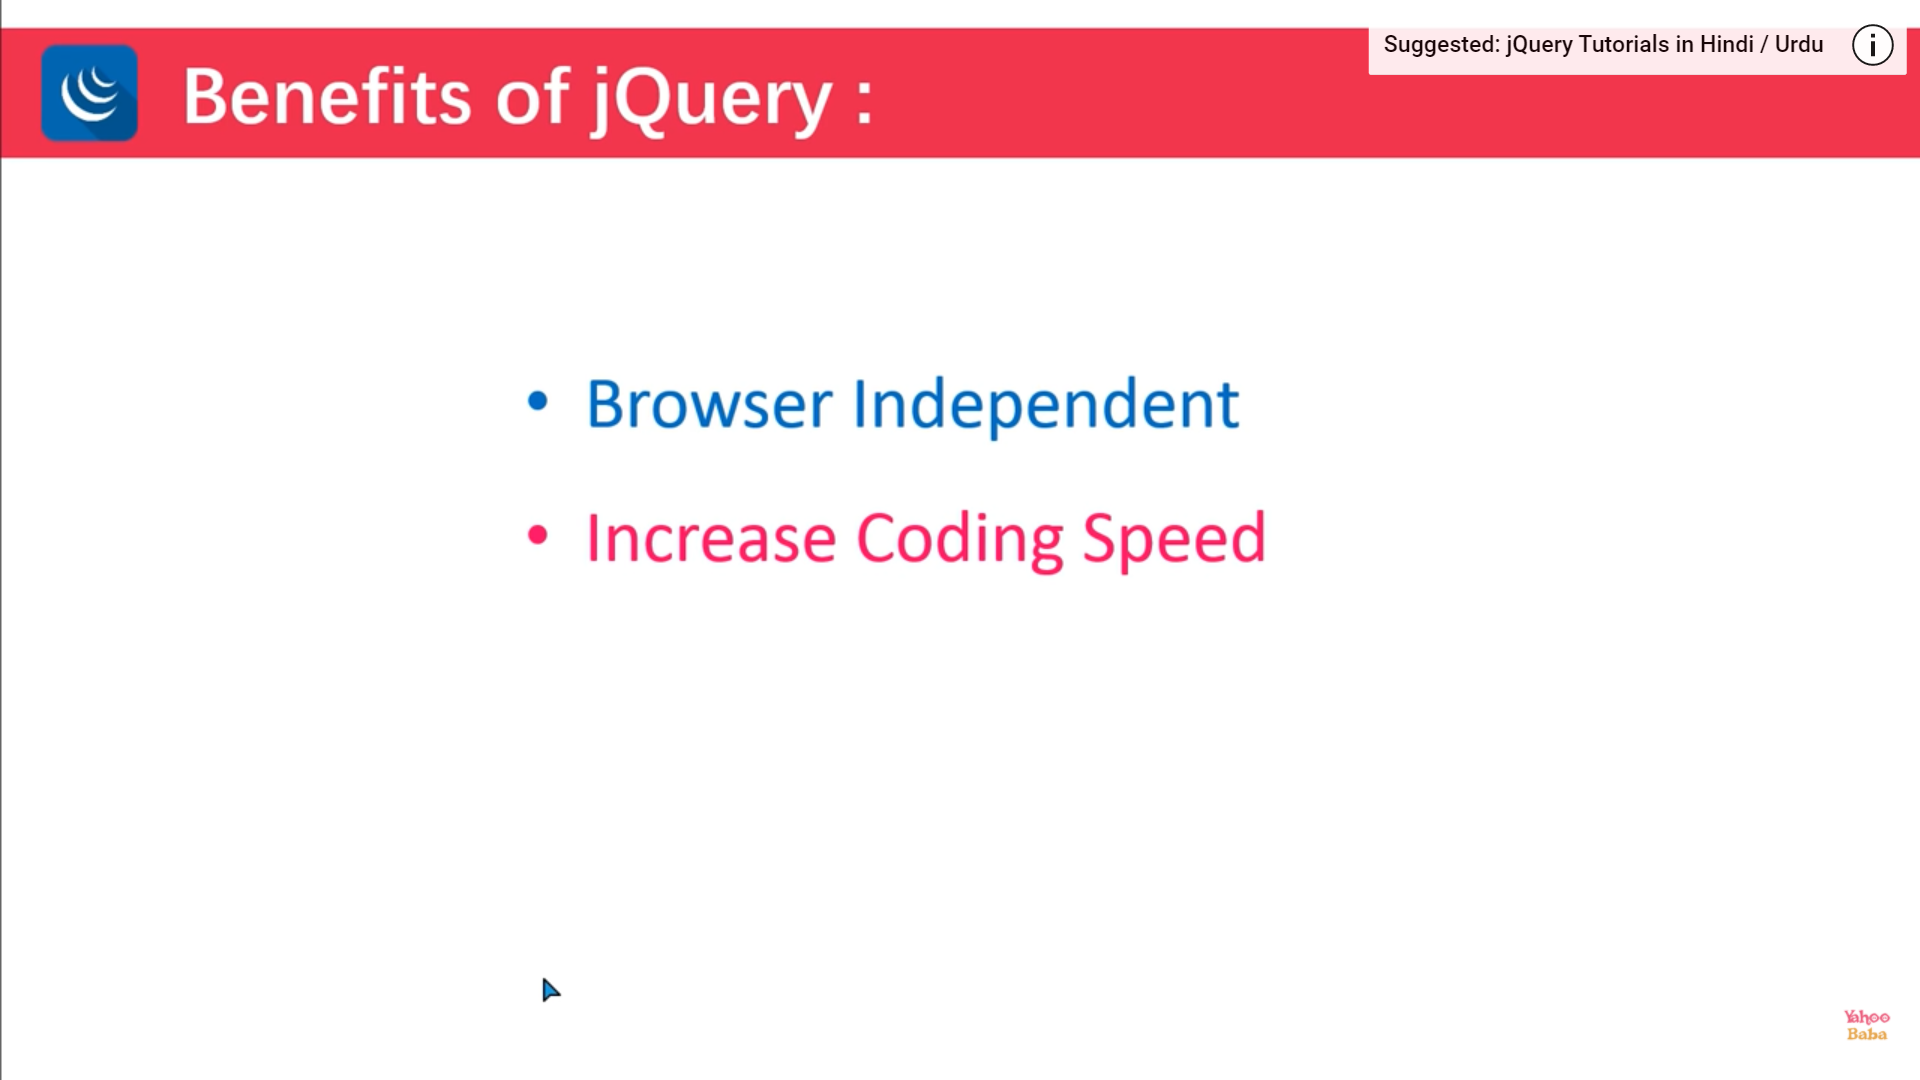 Suggested: jQuery Tutorials in Hindi / Urdu
Benefits of jQuery :
• Browser Independent
• Increase Coding Speed
Yahoo
Baba